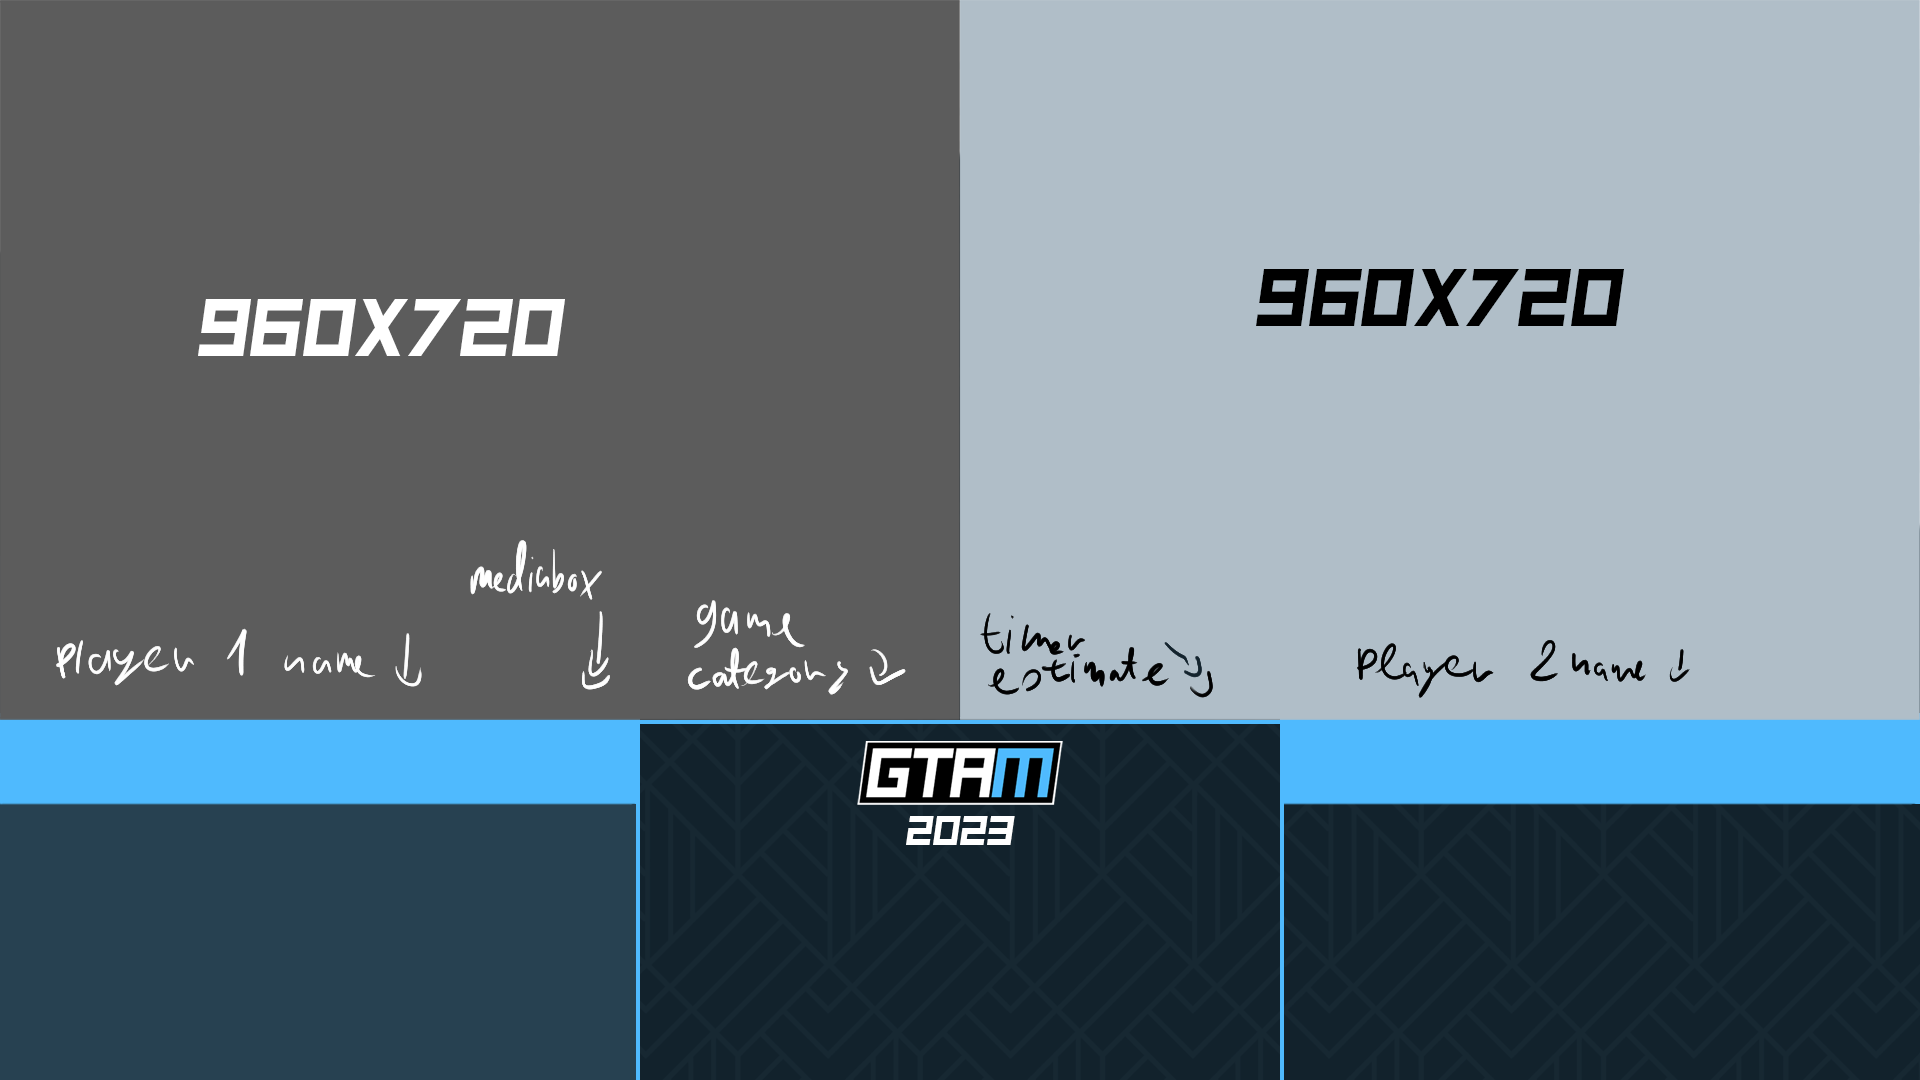 960X720
960X720
mediabox
game
category
player 1 name
timer
estimate
player 2 name
GTAM
2023